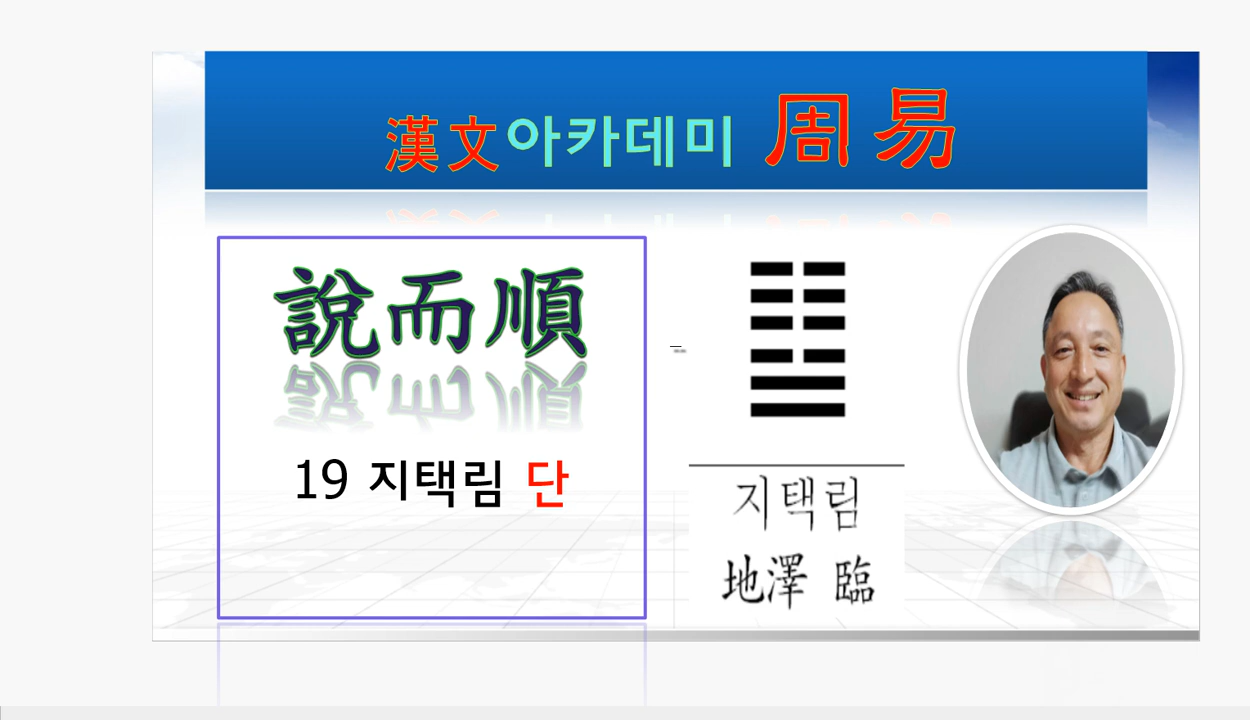 漢文아카데미 周易
說而順
19 지택림 단
지택림
地澤 臨